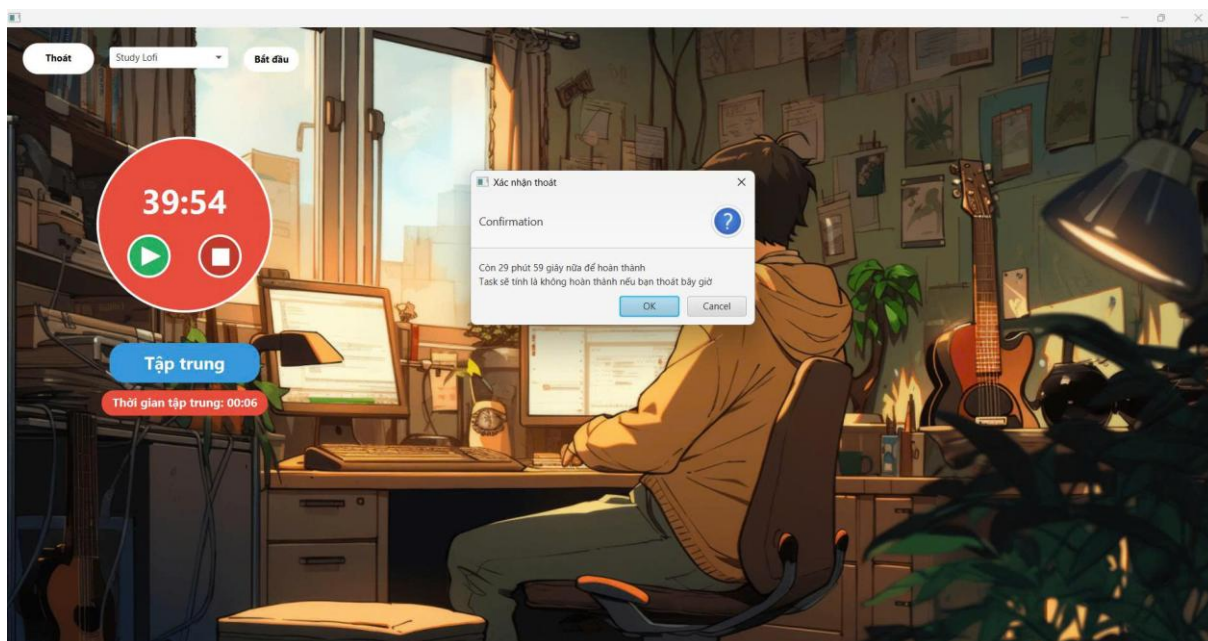 Thoát
Study Lofi
Bắt đầu
39:54
Tập trung
Thời gian tập trung: 00:06
Xác nhận thoát
Confirmation
?
Còn 29 phút 59 giây nữa để hoàn thành
Task sẽ tính là không hoàn thành nếu bạn thoát bây giờ
OK
Cancel